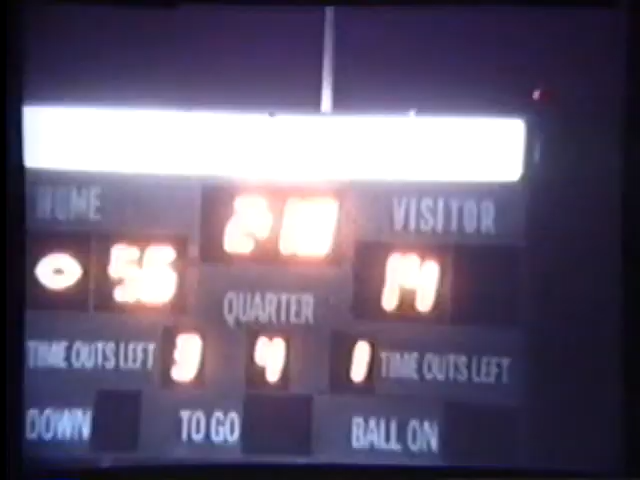 HOME VISITOR
56 14
QUARTER
TIME OUTS LEFT 3 4 1 TIME OUTS LEFT
DOWN TO GO BALL ON